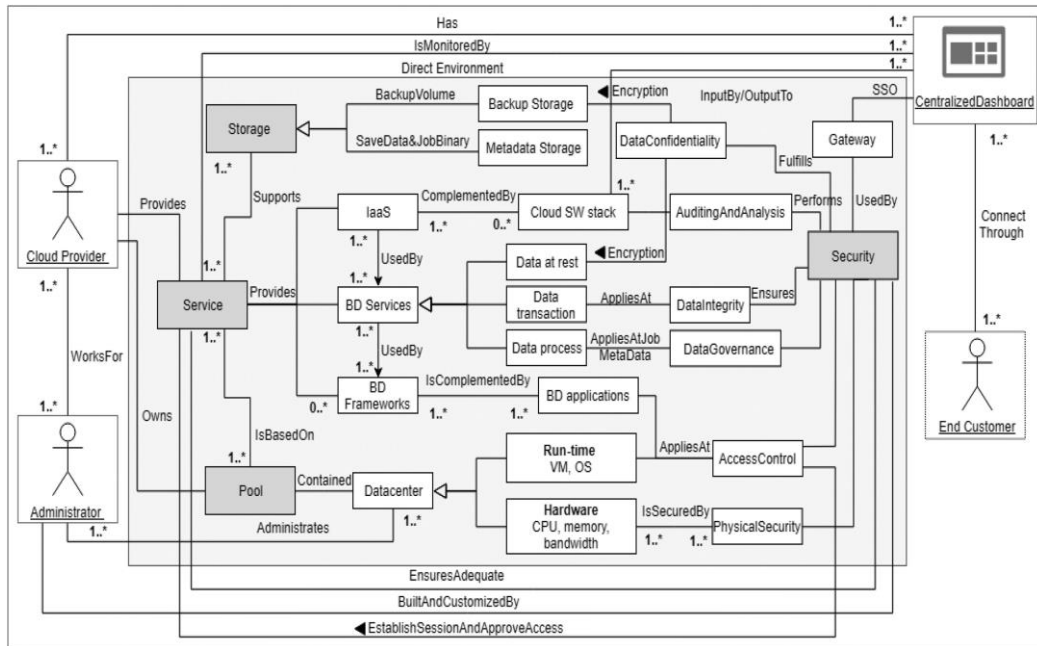 Has
1..*
IsMonitoredBy
1..*
Direct Environment
1..*
CentralizedDashboard
BackupVolume
Backup Storage
Encryption
InputBy/OutputTo
SSO
Storage
SaveData&JobBinary
Metadata Storage
DataConfidentiality
Gateway
1..*
1..*
1..*
Fulfills
Cloud Provider
Provides
Supports
IaaS
ComplementedBy
1..*
Cloud SW stack
AuditingAndAnalysis
Performs
UsedBy
Connect
Through
1..*
1..*
0..*
UsedBy
Data at rest
Encryption
Security
1..*
1..*
1..*
Service
Provides
BD Services
Data
transaction
AppliesAt
DataIntegrity
Ensures
1..*
1..*
1..*
UsedBy
Data process
AppliesAtJob
MetaData
DataGovernance
WorksFor
1..*
IsComplementedBy
BD
Frameworks
BD applications
0..*
1..*
1..*
End Customer
1..*
Owns
IsBasedOn
1..*
Run-time
VM, OS
AppliesAt
AccessControl
Pool
Contained
Datacenter
Administrator
1..*
Administrates
1..*
Hardware
CPU, memory,
bandwidth
IsSecuredBy
1..*
1..*
PhysicalSecurity
EnsuresAdequate
BuiltAndCustomizedBy
EstablishSessionAndApproveAccess